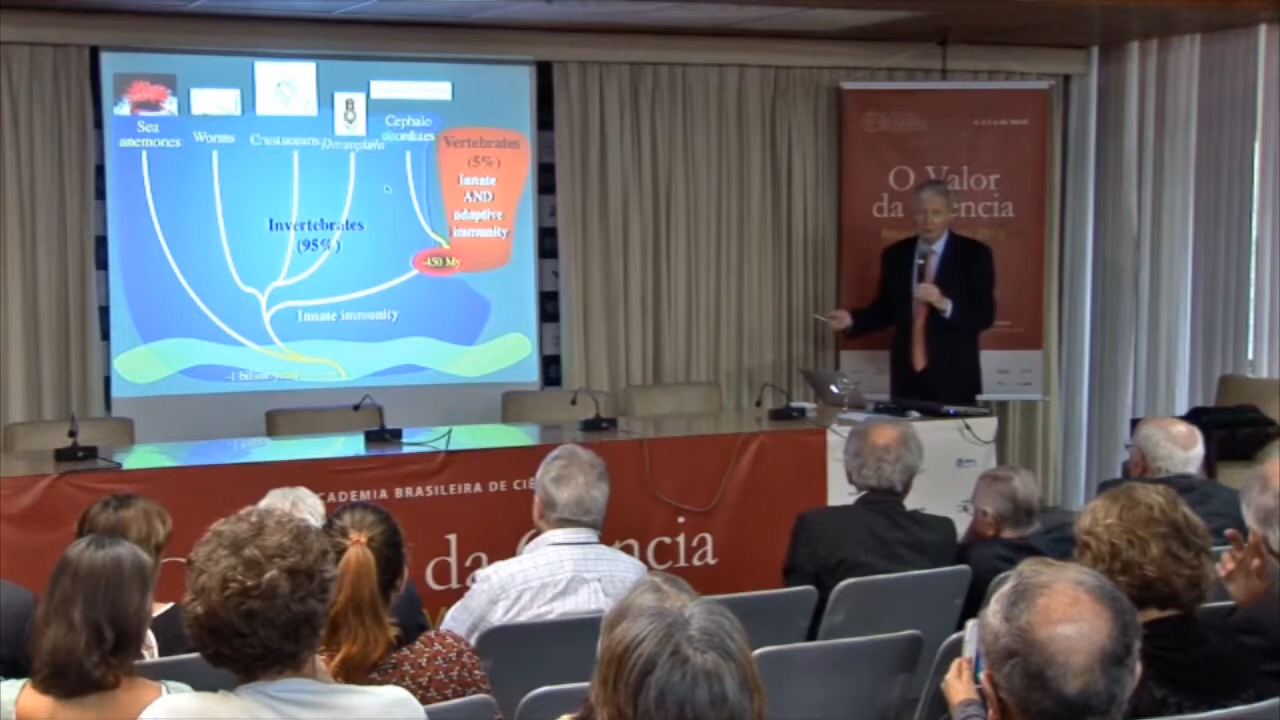 Sea
anemones
Worms
Crustaceans
Drosophila
Cephalo
chordates
Vertebrates
(5%)
Innate
AND
adaptive
immunity
Invertebrates
(95%)
~450 My
Innate immunity
O Valor
da
ACADEMIA BRASILEIRA DE
da